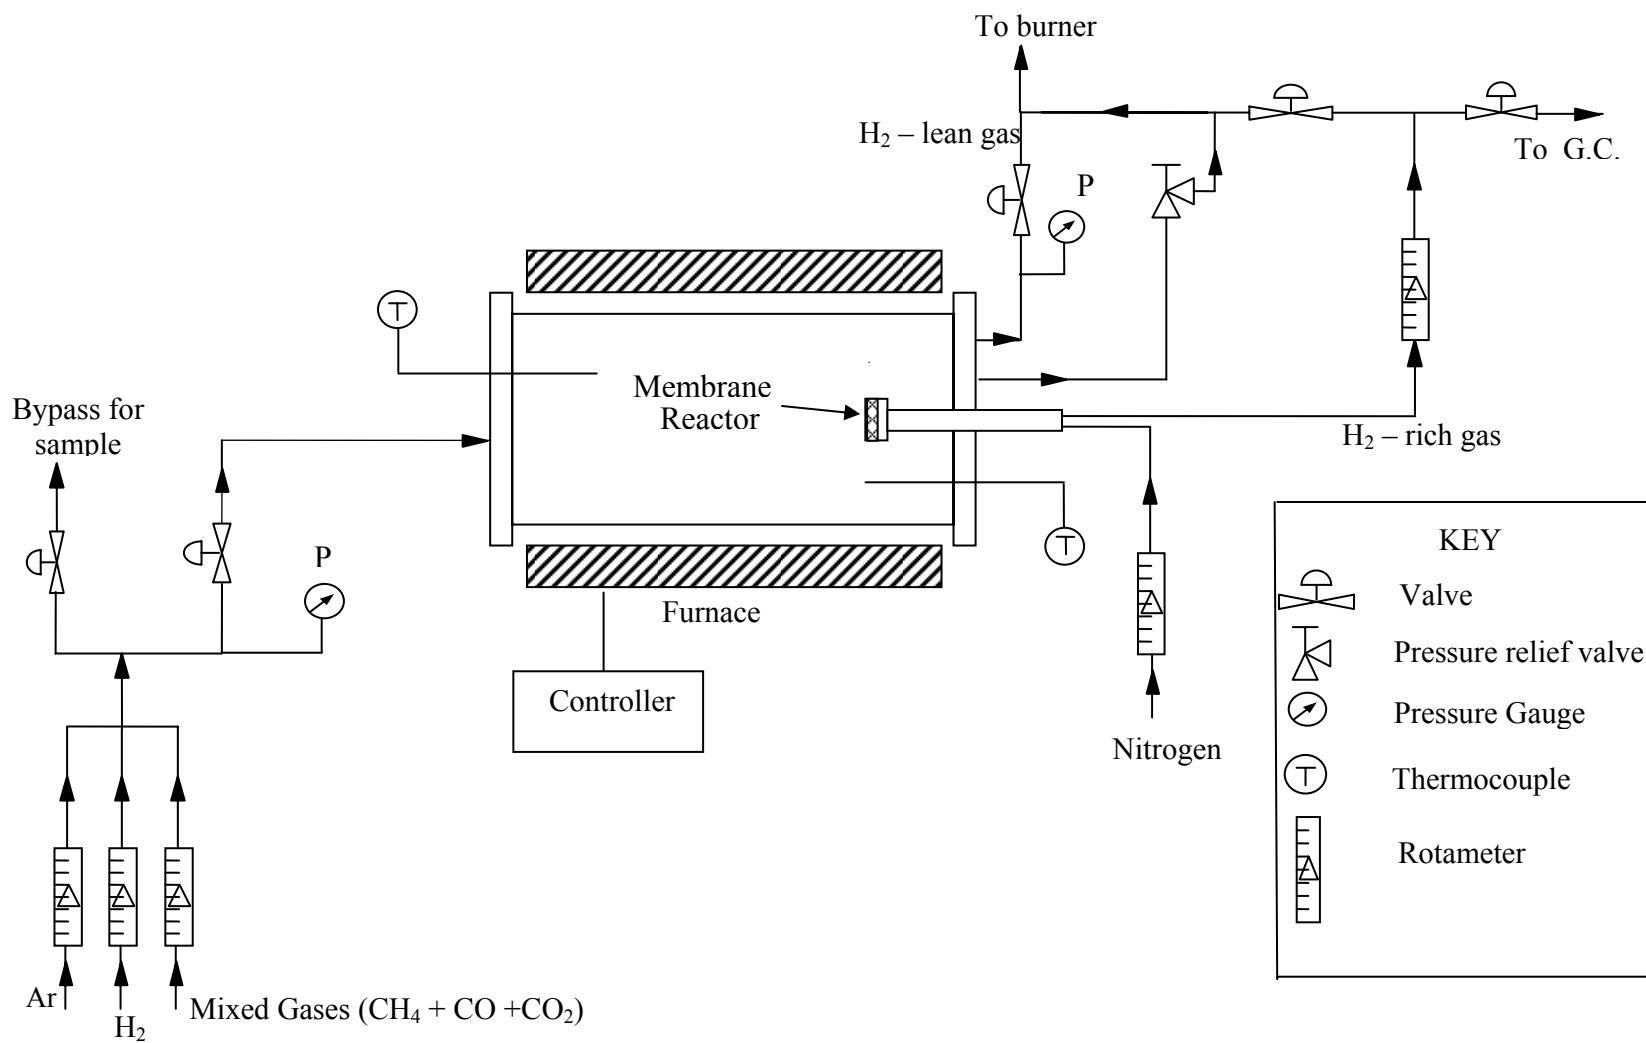 To burner
H₂ – lean gas
To G.C.
P
Membrane
Reactor
T
Bypass for
sample
H₂ – rich gas
P
T
Furnace
Controller
Nitrogen
Ar
H₂
Mixed Gases (CH₄ + CO +CO₂)
KEY
Valve
Pressure relief valve
Pressure Gauge
T
Thermocouple
Rotameter